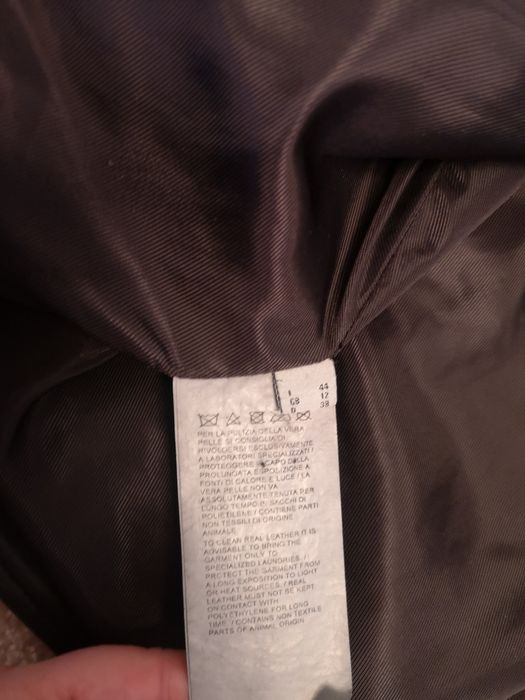 I 44
GB 12
D 38
PER LA PULIZIA DELLA VERA
PELLE SI CONSIGLIA DI
RIVOLGERSI ESCLUSIVAMENTE
A LABORATORI SPECIALIZZATI /
PROTEGGERE IL CAPO DALLA
PROLUNGATA ESPOSIZIONE A
FONTI DI CALORE E LUCE / LA
VERA PELLE NON VA
ASSOLUTAMENTE TENUTA PER
LUNGO TEMPO IN SACCHI DI
POLIETILENE / CONTIENE PARTI
NON TESSILI DI ORIGINE
ANIMALE
TO CLEAN REAL LEATHER IT IS
ADVISABLE TO BRING THE
GARMENT ONLY TO
SPECIALIZED LAUNDRIES. /
PROTECT THE GARMENT FROM
A LONG EXPOSITION TO LIGHT
OR HEAT SOURCES. / REAL
LEATHER MUST NOT BE KEPT
ON CONTACT WITH
POLYETHYLENE FOR LONG
TIME. / CONTAINS NON TEXTILE
PARTS OF ANIMAL ORIGIN